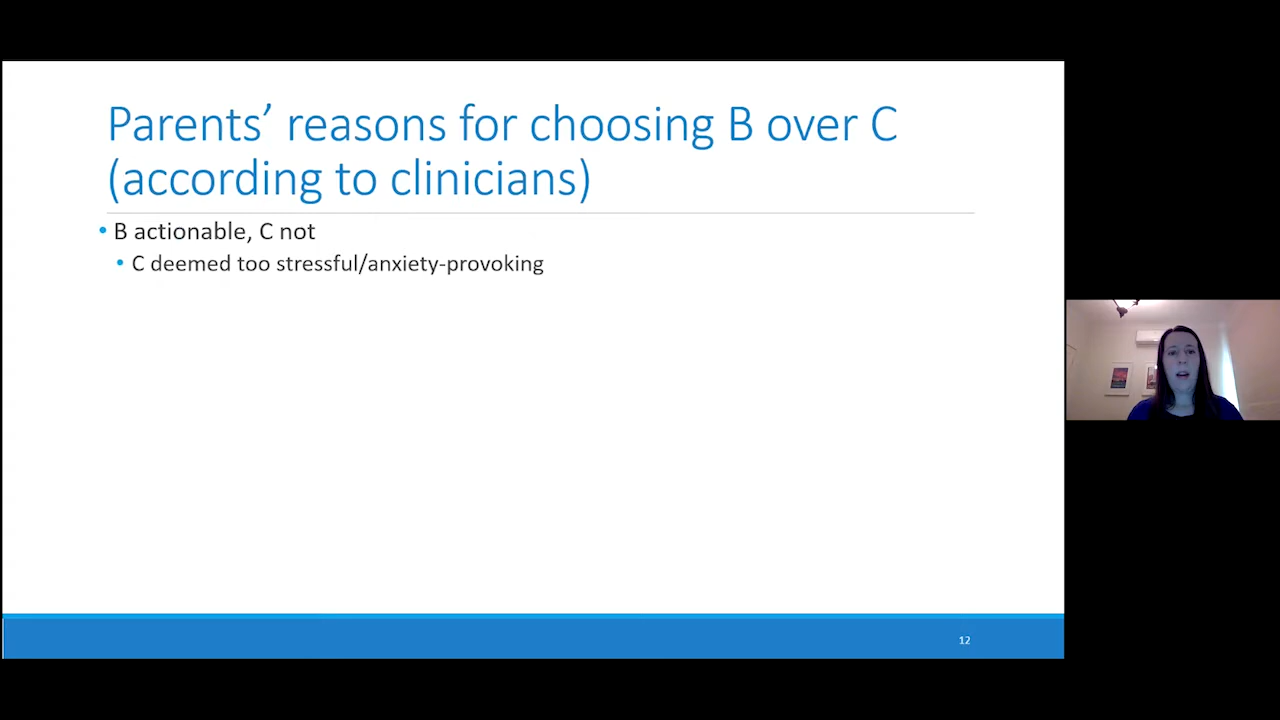 Parents’ reasons for choosing B over C
(according to clinicians)
• B actionable, C not
• C deemed too stressful/anxiety-provoking
12